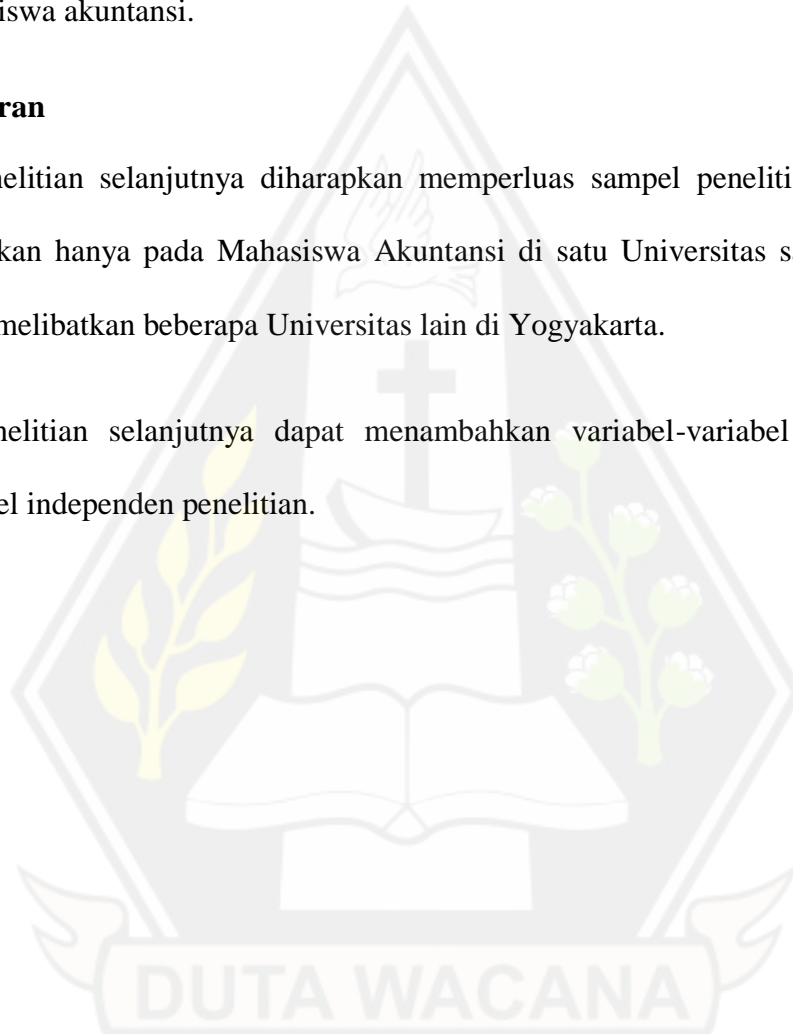 iswa akuntansi.
ran
nelitian selanjutnya diharapkan memperluas sampel peneliti
kan hanya pada Mahasiswa Akuntansi di satu Universitas sa
melibatkan beberapa Universitas lain di Yogyakarta.
nelitian selanjutnya dapat menambahkan variabel-variabel
el independen penelitian.
DUTA WACANA